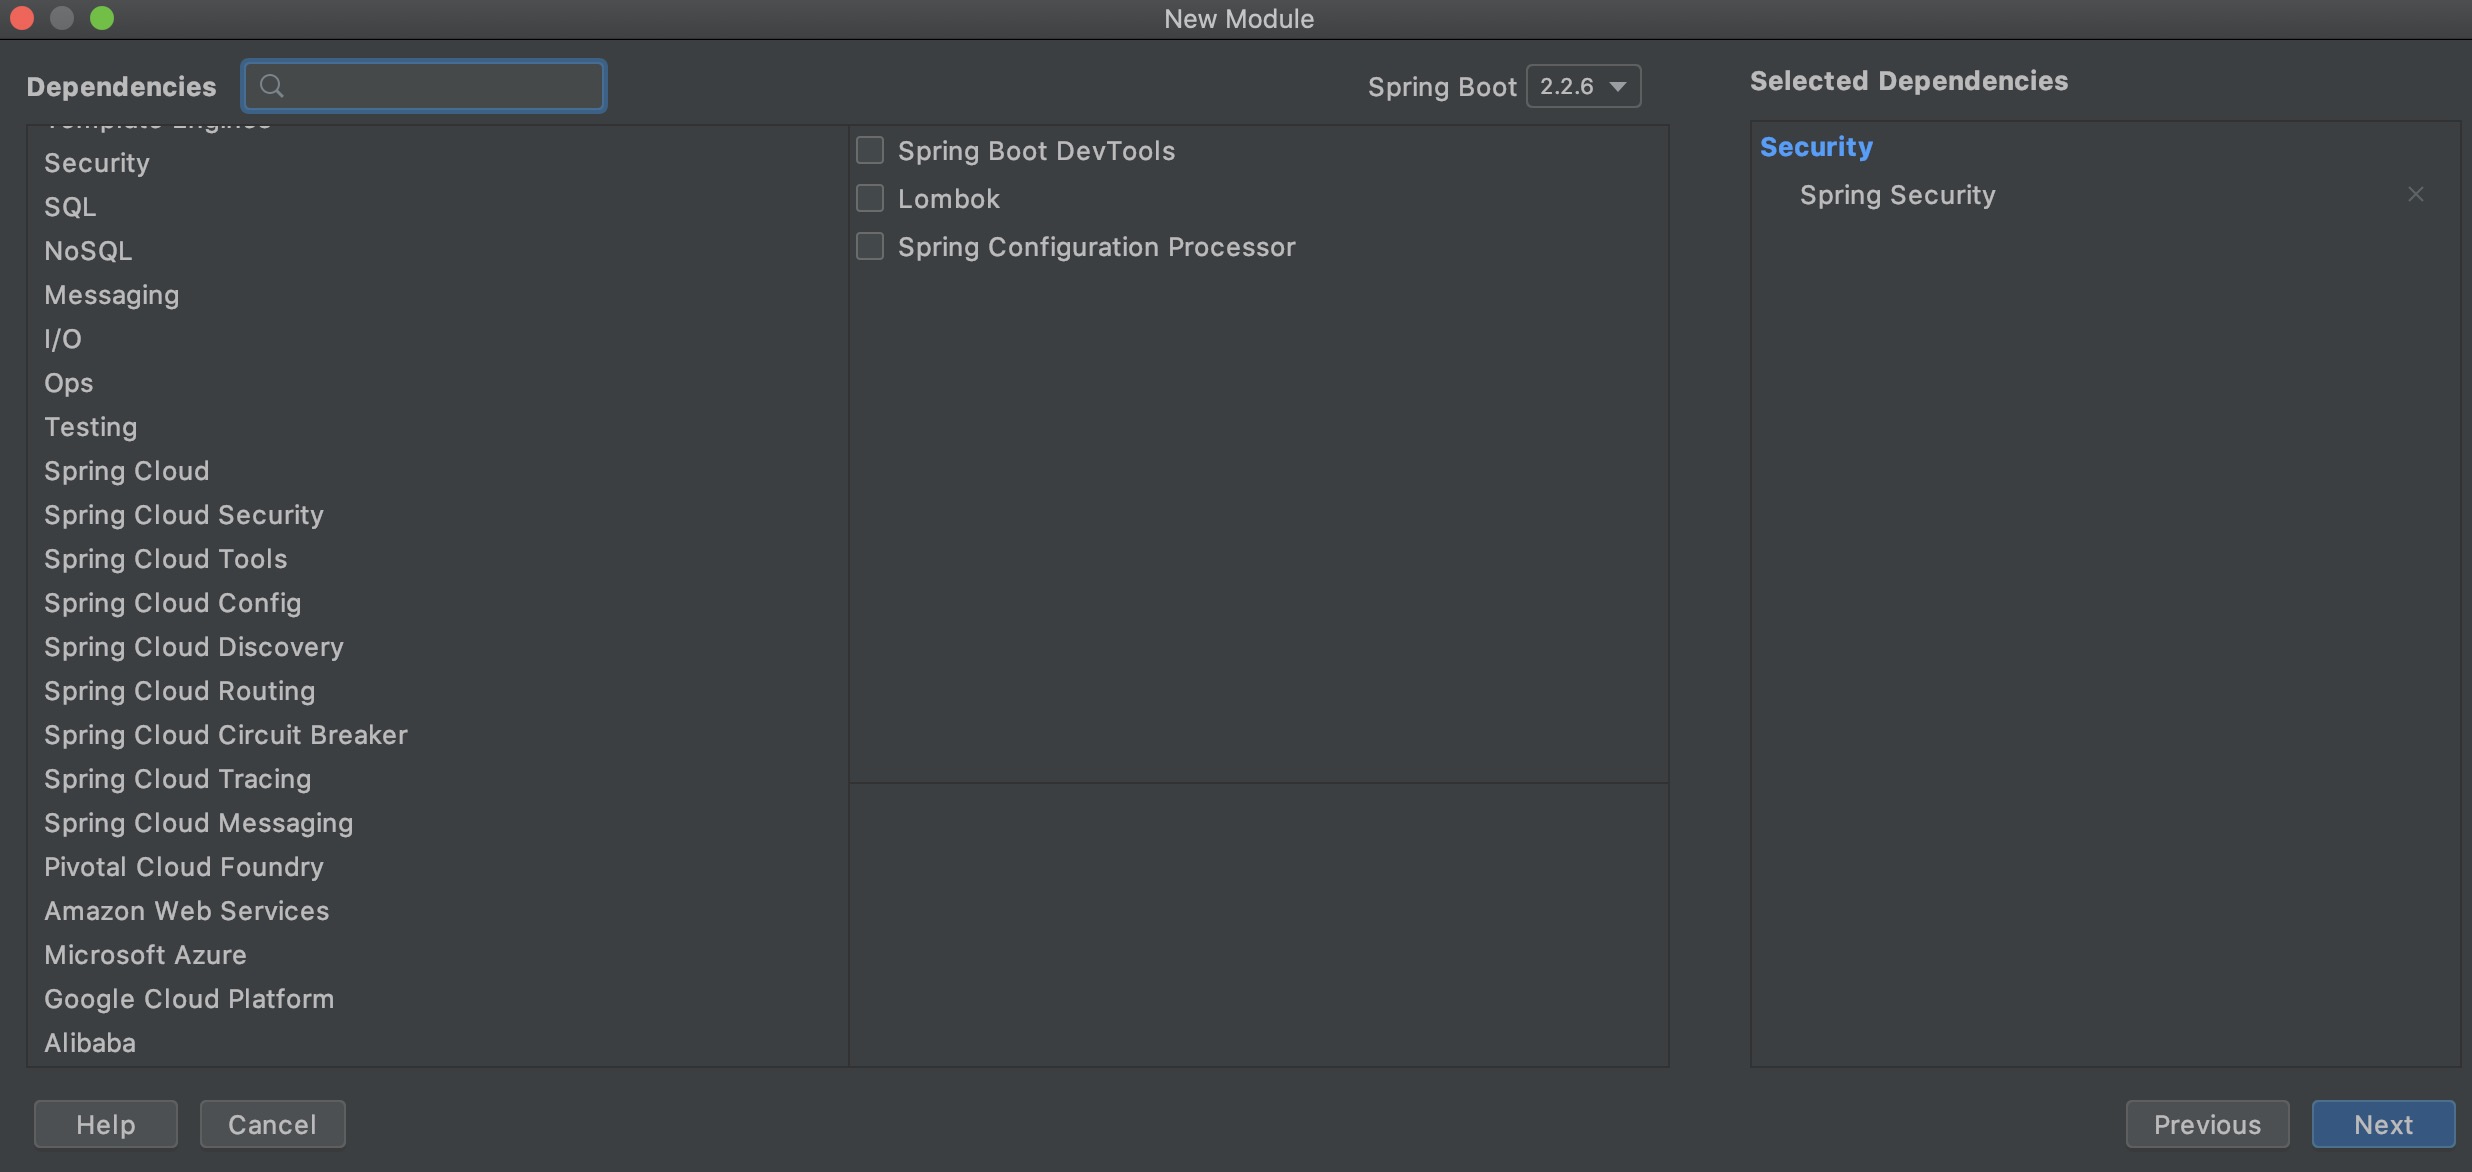 New Module
Dependencies
Spring Boot 2.2.6
Selected Dependencies
Template Engines
Security
SQL
NoSQL
Messaging
I/O
Ops
Testing
Spring Cloud
Spring Cloud Security
Spring Cloud Tools
Spring Cloud Config
Spring Cloud Discovery
Spring Cloud Routing
Spring Cloud Circuit Breaker
Spring Cloud Tracing
Spring Cloud Messaging
Pivotal Cloud Foundry
Amazon Web Services
Microsoft Azure
Google Cloud Platform
Alibaba
Spring Boot DevTools
Lombok
Spring Configuration Processor
Security
Spring Security
Help
Cancel
Previous
Next